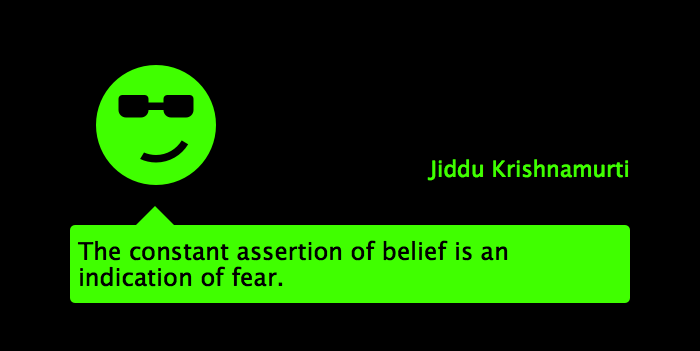 Jiddu Krishnamurti
The constant assertion of belief is an
indication of fear.